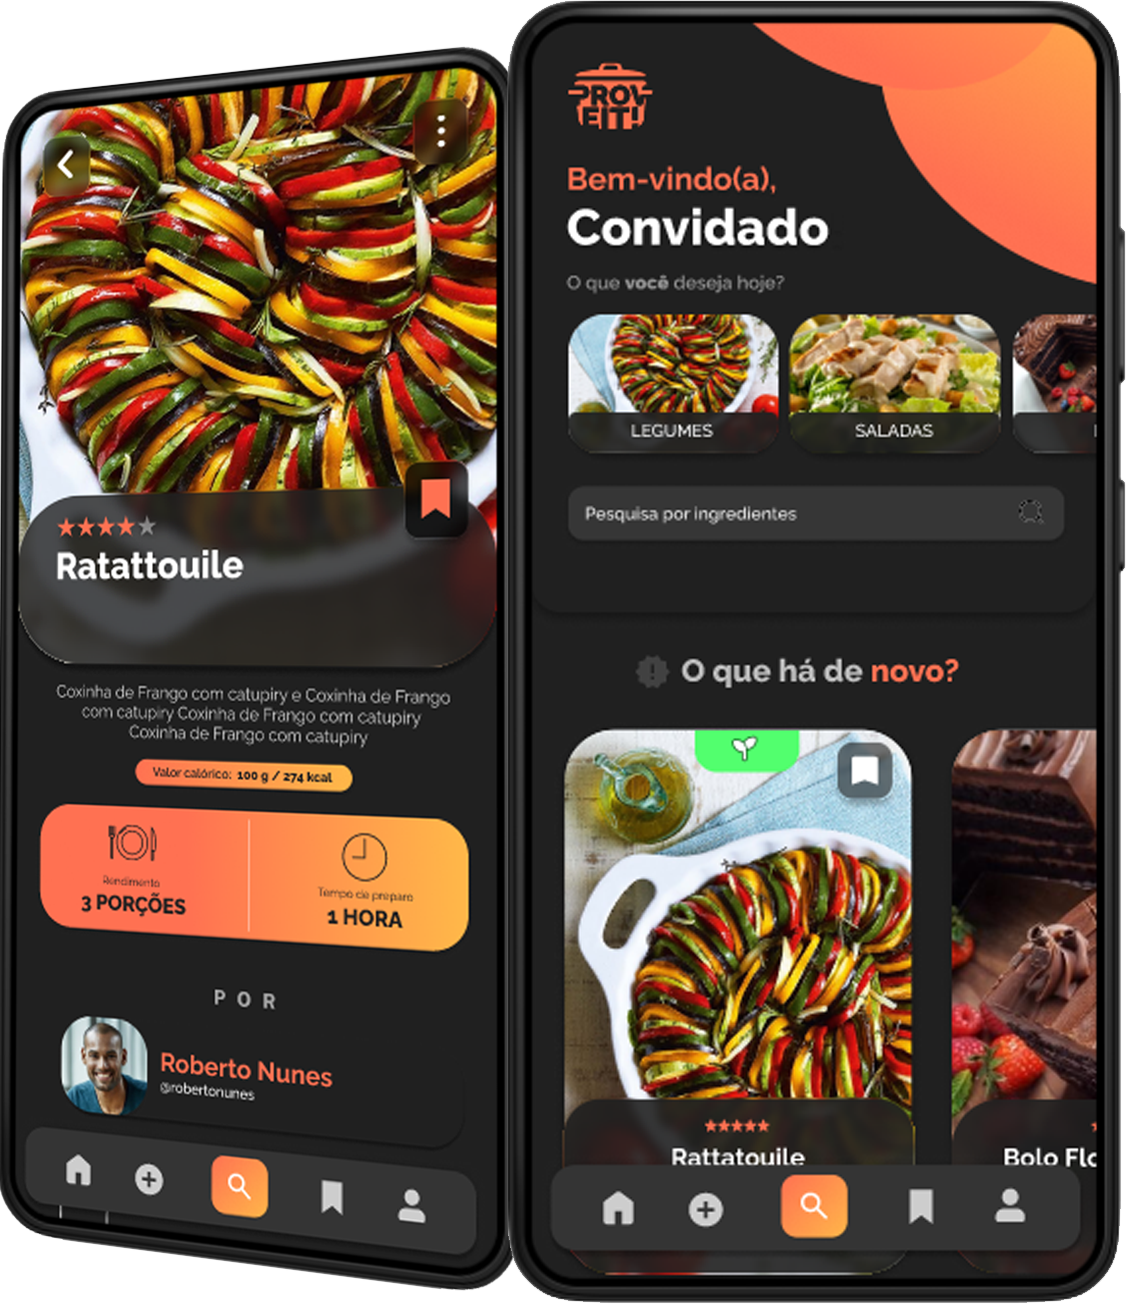 Ratattouile
Coxinha de Frango com catupiry e Coxinha de Frango
com catupiry Coxinha de Frango com catupiry
Coxinha de Frango com catupiry
Valor calórico: 100 g / 274 kcal
Rendimento
3 PORÇÕES
Tempo de preparo
1 HORA
POR
Roberto Nunes
@robertonunes
PROV
EITU
Bem-vindo(a),
Convidado
O que você deseja hoje?
LEGUMES
SALADAS
Pesquisa por ingredientes
O que há de novo?
Rattatouile
Bolo Flo